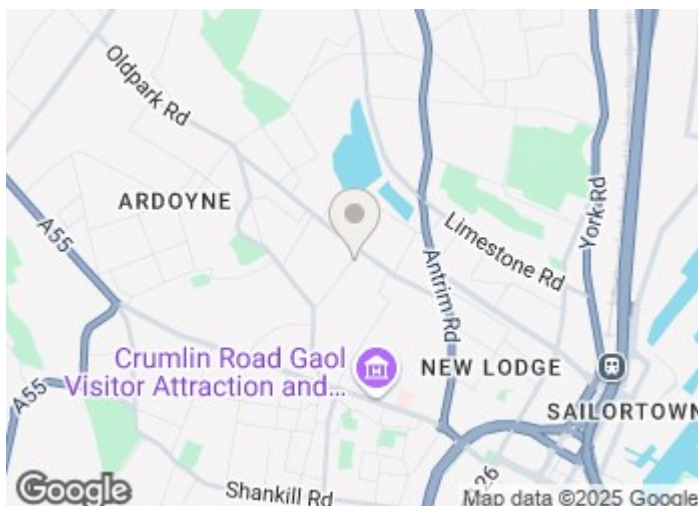 Oldpark Rd
ARDOYNE
A55
Limestone Rd
York Rd
Antrim Rd
Crumlin Road Gaol
Visitor Attraction and...
NEW LODGE
A55
SAILORTOWN
Shankill Rd
26
Google
Map data ©2025 Google